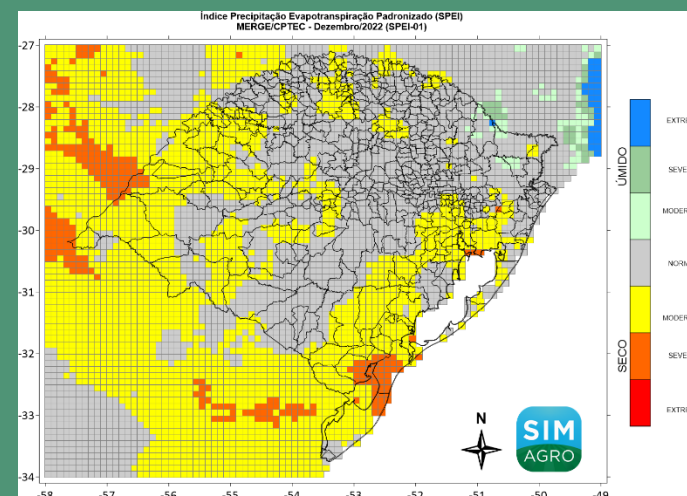 Índice Precipitação Evapotranspiração Padronizado (SPEI)
MERGE/CPTEC - Dezembro/2022 (SPEI-01)
-27
-28
-29
-30
-31
-32
-33
-34
-58
-57
-56
-55
-54
-53
-52
-51
-50
-49
N
SIM
AGRO
ÚMIDO
SECO
EXTRE
SEVE
MODER
NORM
MODER
SEVE
EXTRE